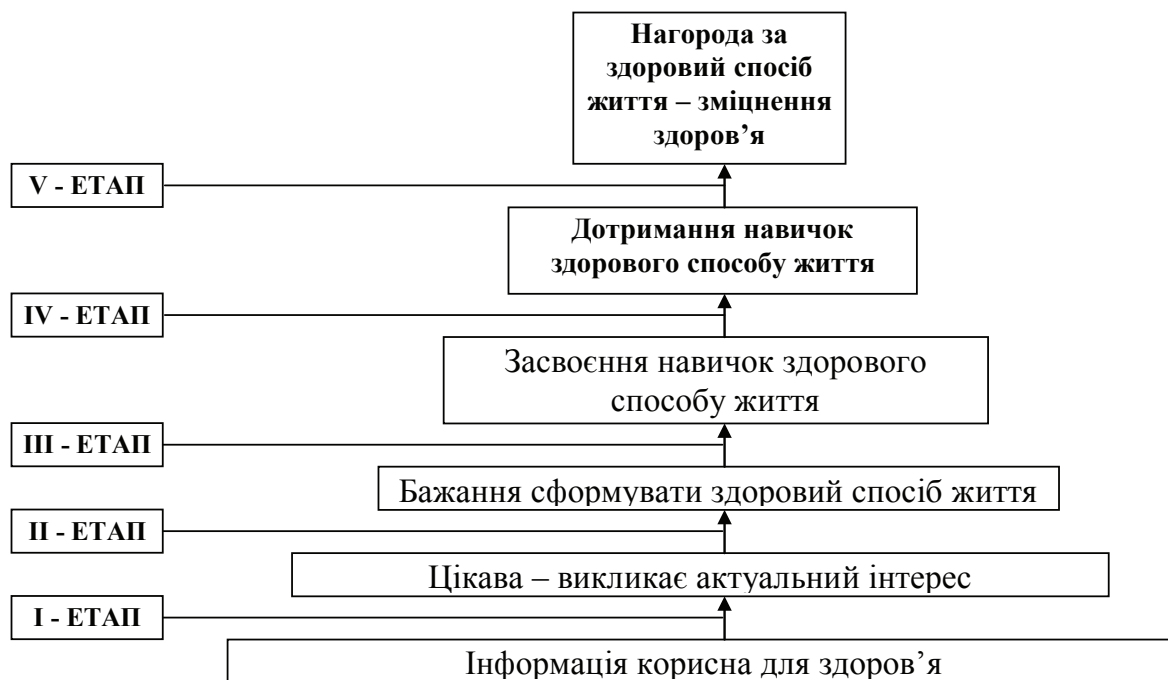 Нагорода за
здоровий спосіб
життя – зміцнення
здоров’я
V - ЕТАП
Дотримання навичок
здорового способу життя
IV - ЕТАП
Засвоєння навичок здорового
способу життя
III - ЕТАП
Бажання сформувати здоровий спосіб життя
II - ЕТАП
Цікава – викликає актуальний інтерес
I - ЕТАП
Інформація корисна для здоров’я